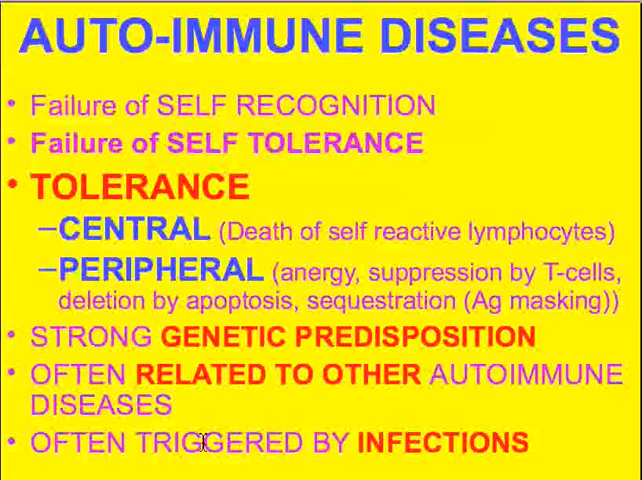 AUTO-IMMUNE DISEASES
• Failure of SELF RECOGNITION
• Failure of SELF TOLERANCE
• TOLERANCE
–CENTRAL (Death of self reactive lymphocytes)
–PERIPHERAL (anergy, suppression by T-cells,
deletion by apoptosis, sequestration (Ag masking))
• STRONG GENETIC PREDISPOSITION
• OFTEN RELATED TO OTHER AUTOIMMUNE
DISEASES
• OFTEN TRIGGERED BY INFECTIONS